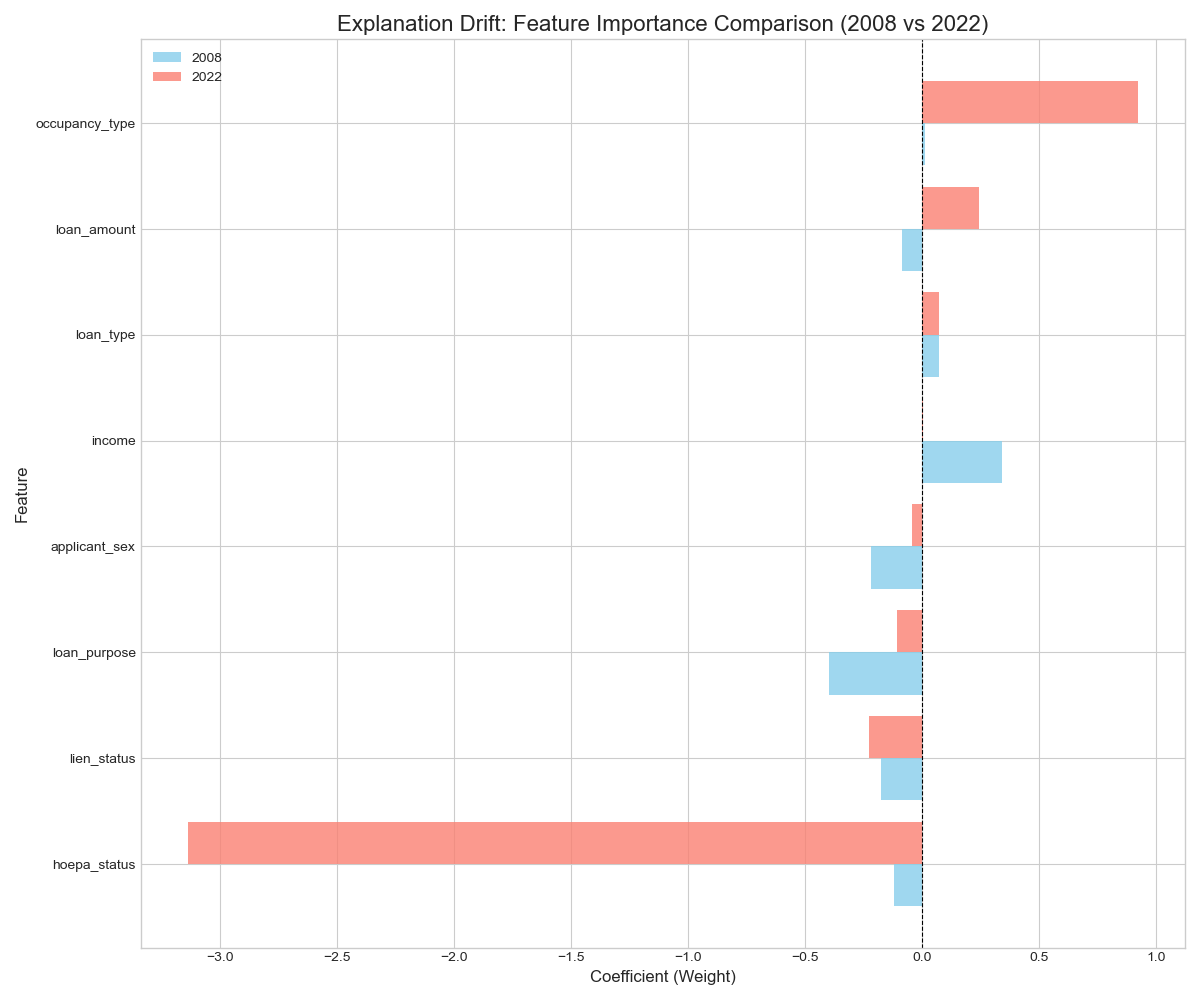 Explanation Drift: Feature Importance Comparison (2008 vs 2022)
2008
2022
occupancy_type
loan_amount
loan_type
income
applicant_sex
loan_purpose
lien_status
hoepa_status
Feature
−3.0 −2.5 −2.0 −1.5 −1.0 −0.5 0.0 0.5 1.0
Coefficient (Weight)